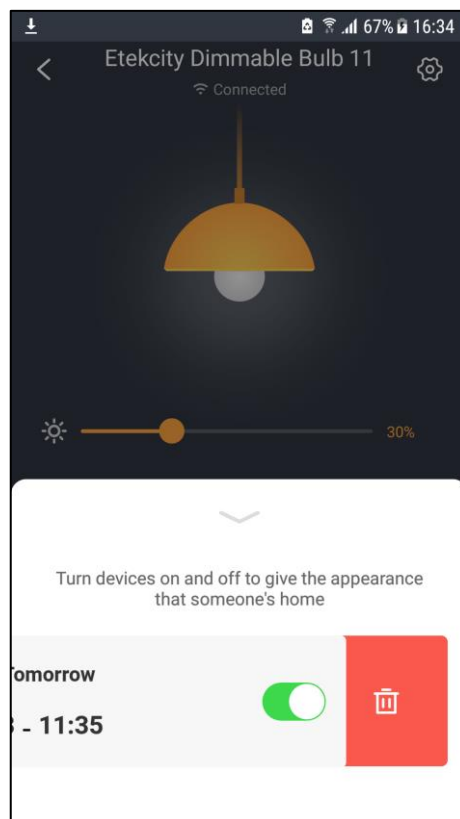 67% 16:34
Etekcity Dimmable Bulb 11
Connected
30%
Turn devices on and off to give the appearance
that someone's home
omorrow
- 11:35